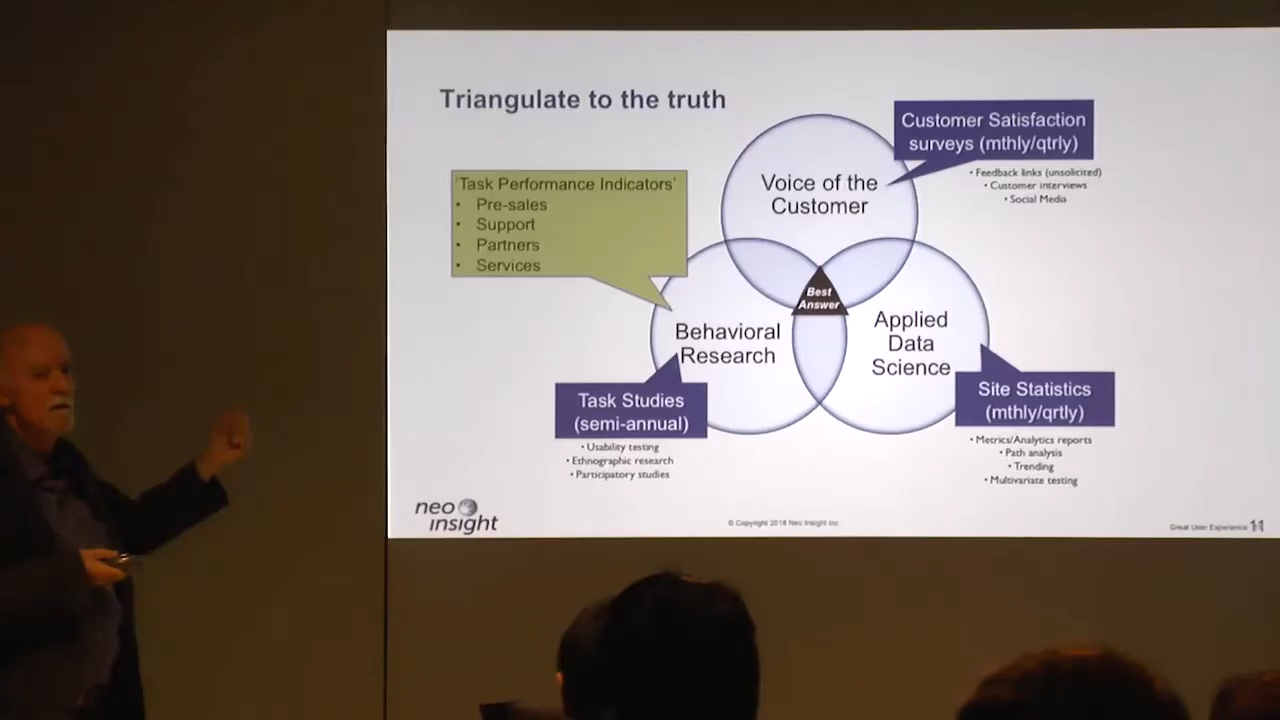 Triangulate to the truth
Customer Satisfaction
surveys (mthly/qtrly)
• Feedback links (unsolicited)
• Customer interviews
• Social Media
Voice of the
Customer
'Task Performance Indicators'
• Pre-sales
• Support
• Partners
• Services
Best
Answer
Behavioral
Research
Applied
Data
Science
Task Studies
(semi-annual)
• Usability testing
• Ethnographic research
• Participatory studies
Site Statistics
(mthly/qrtly)
• Metrics/Analytics reports
• Path analysis
• Trending
• Multivariate testing
neo
insight
© Copyright 2018 Neo Insight Inc.
Great User Experience 11